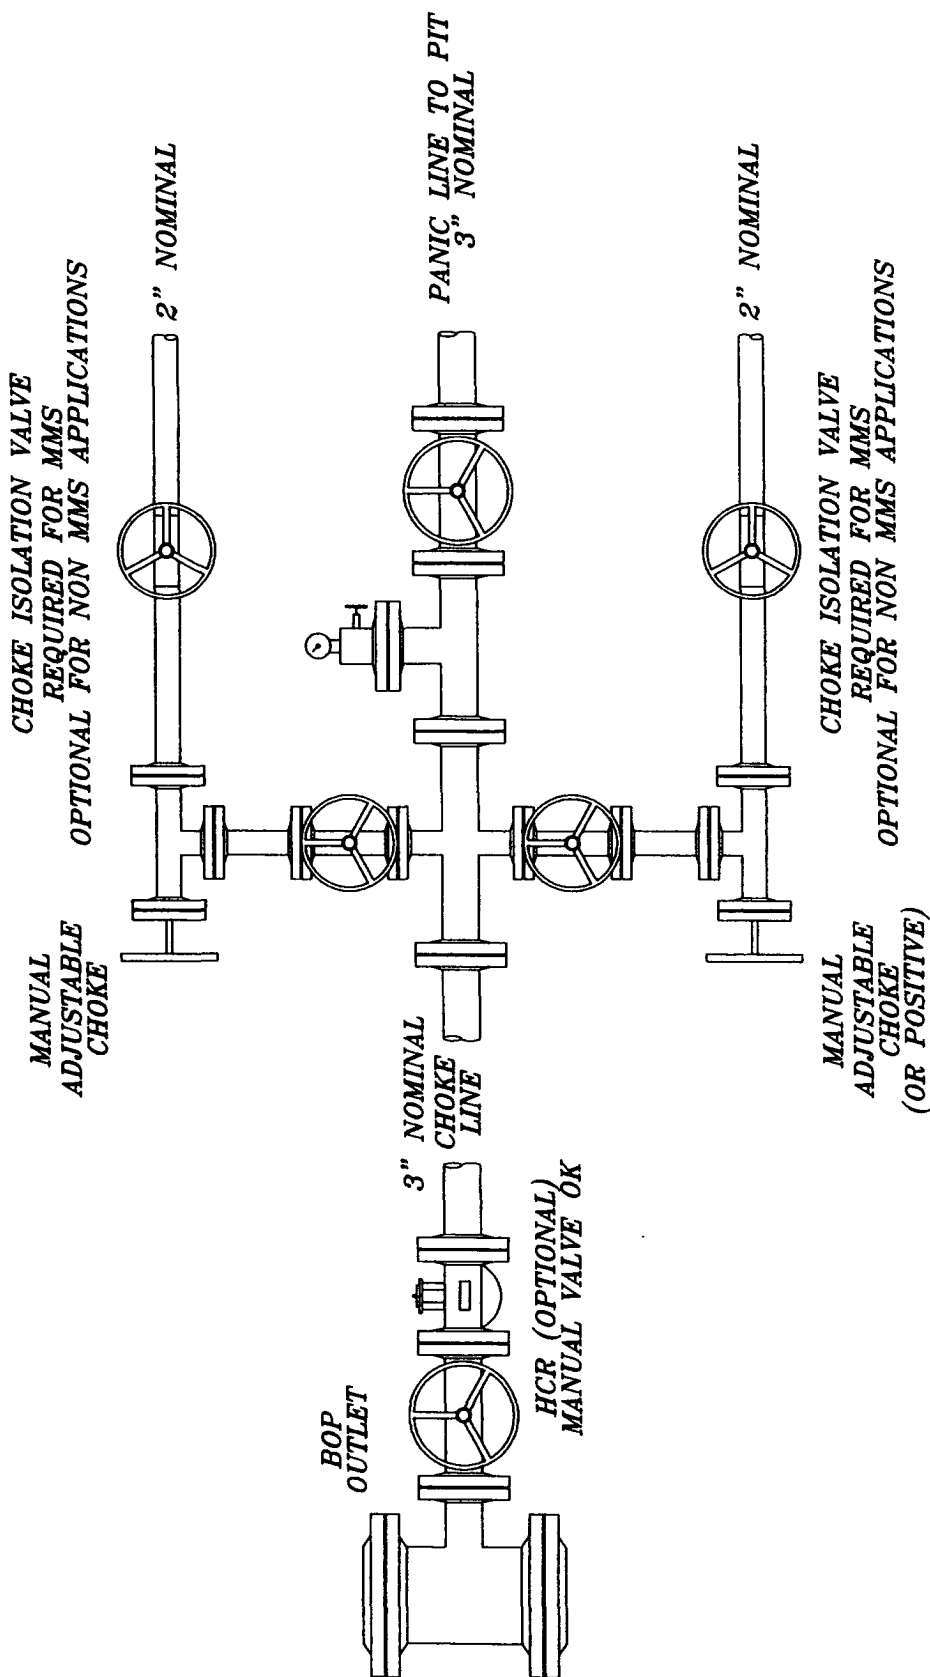 CHOKE ISOLATION VALVE
REQUIRED FOR MMS
OPTIONAL FOR NON MMS APPLICATIONS
2" NOMINAL
MANUAL
ADJUSTABLE
CHOKE
PANIC LINE TO PIT
3" NOMINAL
3" NOMINAL
CHOKE
LINE
BOP
OUTLET
HCR (OPTIONAL)
MANUAL VALVE OK
2" NOMINAL
CHOKE ISOLATION VALVE
REQUIRED FOR MMS
OPTIONAL FOR NON MMS APPLICATIONS
MANUAL
ADJUSTABLE
CHOKE
(OR POSITIVE)